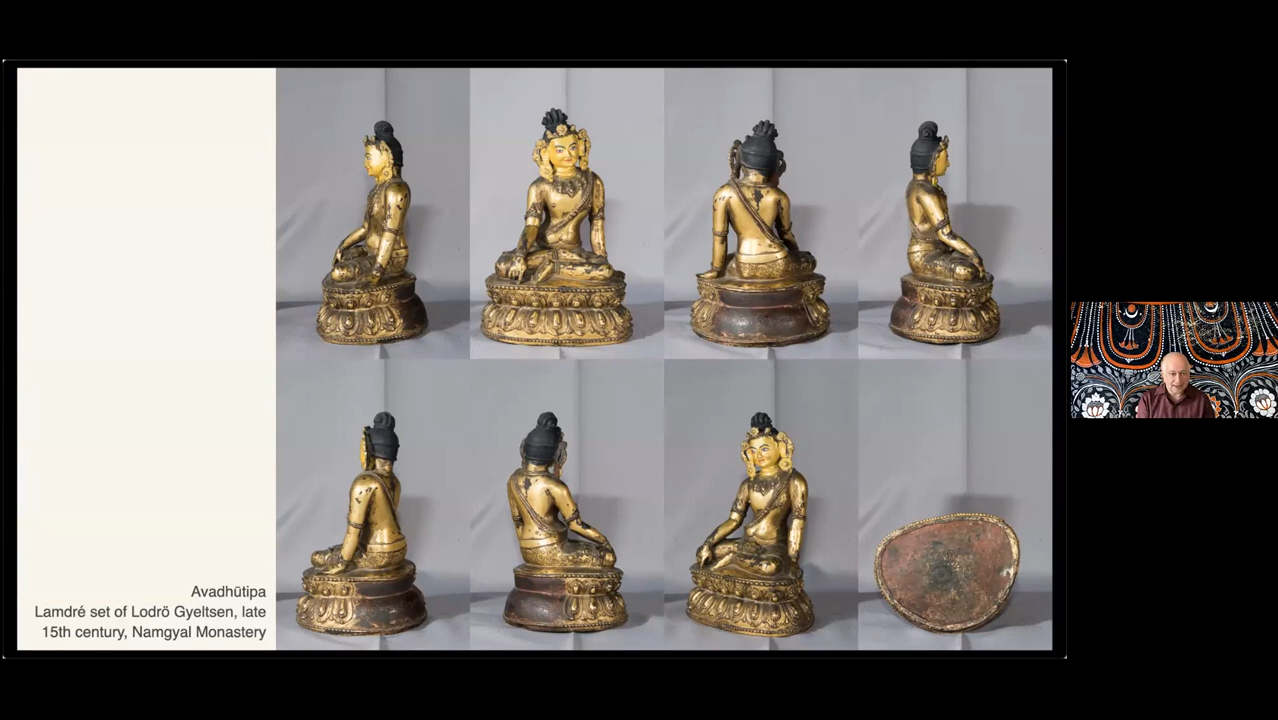 Avadhūtipa
Lamdré set of Lodrö Gyeltsen, late
15th century, Namgyal Monastery